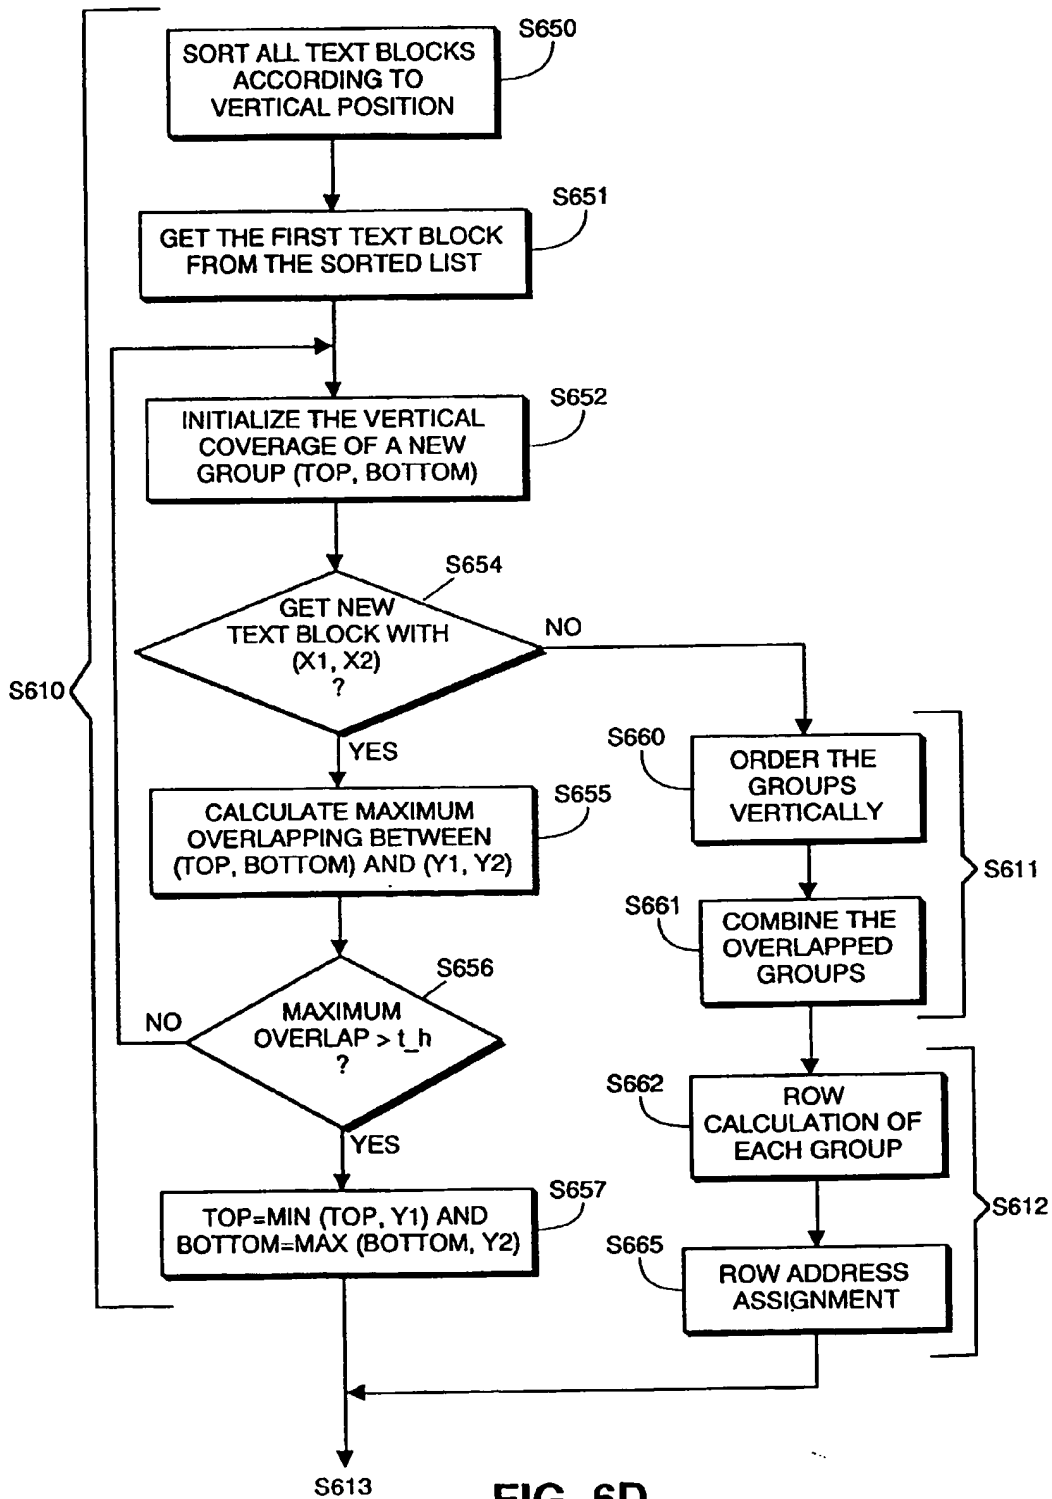 S650
SORT ALL TEXT BLOCKS
ACCORDING TO
VERTICAL POSITION
S651
GET THE FIRST TEXT BLOCK
FROM THE SORTED LIST
S652
INITIALIZE THE VERTICAL
COVERAGE OF A NEW
GROUP (TOP, BOTTOM)
S654
GET NEW
TEXT BLOCK WITH
(X1, X2)
?
NO
YES
S610
S655
CALCULATE MAXIMUM
OVERLAPPING BETWEEN
(TOP, BOTTOM) AND (Y1, Y2)
S656
MAXIMUM
OVERLAP > t_h
?
NO
YES
S657
TOP=MIN (TOP, Y1) AND
BOTTOM=MAX (BOTTOM, Y2)
S660
ORDER THE
GROUPS
VERTICALLY
S611
S661
COMBINE THE
OVERLAPPED
GROUPS
S662
ROW
CALCULATION OF
EACH GROUP
S612
S665
ROW ADDRESS
ASSIGNMENT
S613
FIG. 6D